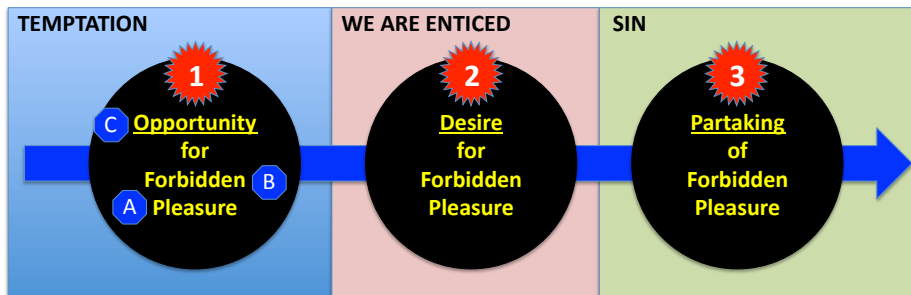 TEMPTATION
1
C
Opportunity
for
Forbidden
B
A
Pleasure
WE ARE ENTICED
2
Desire
for
Forbidden
Pleasure
SIN
3
Partaking
of
Forbidden
Pleasure